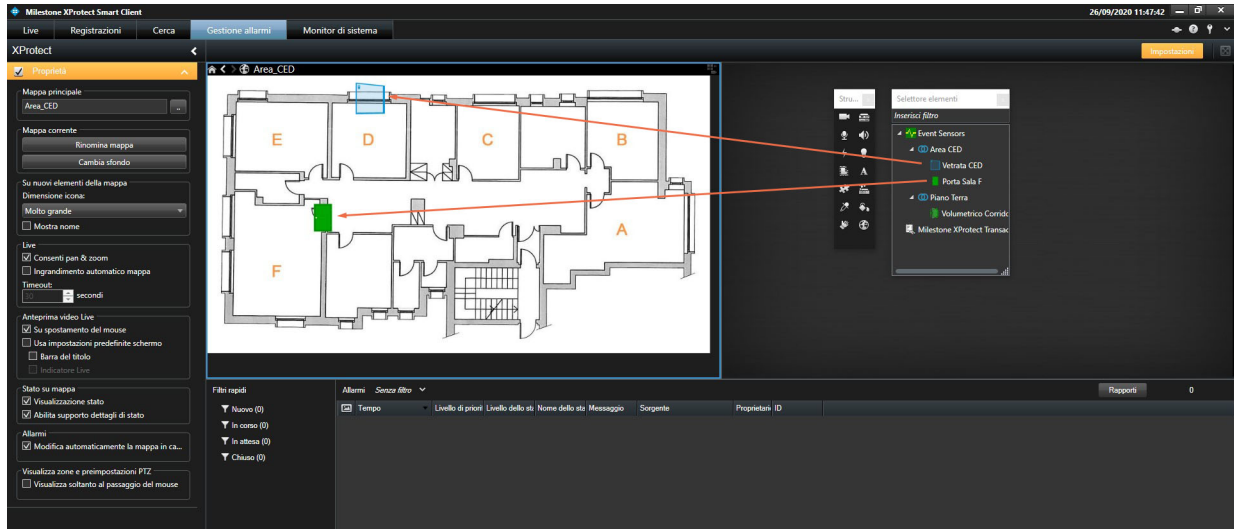 Milestone XProtect Smart Client
26/09/2020 11:47:42
Live Registrazioni Cerca Gestione allarmi Monitor di sistema
XProtect
Impostazioni
Proprietà
Mappa principale
Area_CED
Mappa corrente
Rinomina mappa
Cambia sfondo
Su nuovi elementi della mappa
Dimensione icona:
Molto grande
Mostra nome
Live
Consenti pan & zoom
Ingrandimento automatico mappa
Timeout:
30 secondi
Anteprima video Live
Su spostamento del mouse
Usa impostazioni predefinite schermo
Barra del titolo
Indicatore Live
Stato su mappa
Visualizzazione stato
Abilita supporto dettagli di stato
Allarmi
Modifica automaticamente la mappa in ca...
Visualizza zone e preimpostazioni PTZ
Visualizza soltanto al passaggio del mouse
Area_CED
E D C B
A
F
Stru...
Selettore elementi
Inserisci filtro
Event Sensors
Area CED
Vetrata CED
Porta Sala F
Piano Terra
Volumetrico Corrido
Milestone XProtect Transac
Filtri rapidi
Nuovo (0)
In corso (0)
In attesa (0)
Chiuso (0)
Allarmi Senza filtro
Rapporti 0
Tempo Livello di priori Livello dello sta Nome dello sta Messaggio Sorgente Proprietari ID